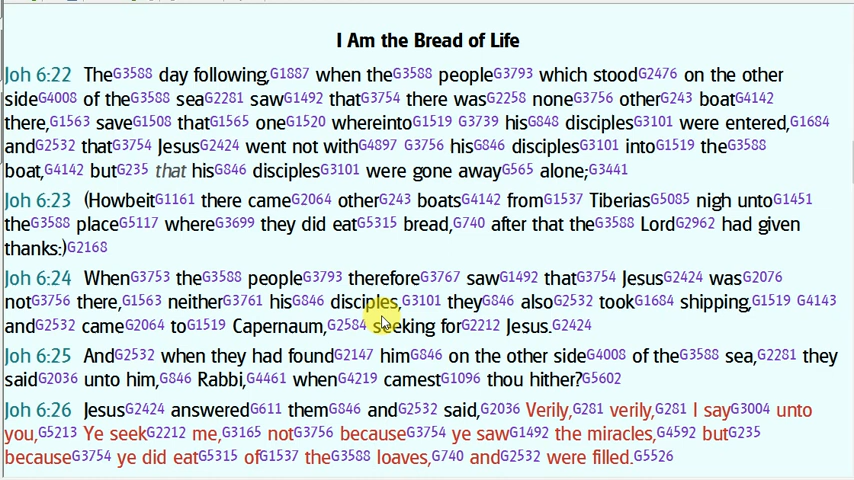 I Am the Bread of Life
Joh 6:22 TheG3588 day following,G1887 when theG3588 peopleG3793 which stoodG2476 on the other
sideG4008 of theG3588 seaG2281 sawG1492 thatG3754 there wasG2258 noneG3756 otherG243 boatG4142
there,G1563 saveG1508 thatG1565 oneG1520 whereintoG1519 G3739 hisG848 disciplesG3101 were entered,G1684
andG2532 thatG3754 JesusG2424 went not withG4897 G3756 hisG846 disciplesG3101 intoG1519 theG3588
boat,G4142 butG235 that hisG846 disciplesG3101 were gone awayG565 alone;G3441
Joh 6:23 (HowbeitG1161 there cameG2064 otherG243 boatsG4142 fromG1537 TiberiasG5085 nigh untoG1451
theG3588 placeG5117 whereG3699 they did eatG5315 bread,G740 after that theG3588 LordG2962 had given
thanks:)G2168
Joh 6:24 WhenG3753 theG3588 peopleG3793 thereforeG3767 sawG1492 thatG3754 JesusG2424 wasG2076
notG3756 there,G1563 neitherG3761 hisG846 disciples,G3101 theyG846 alsoG2532 tookG1684 shipping,G1519 G4143
andG2532 cameG2064 toG1519 Capernaum,G2584 seeking forG2212 Jesus.G2424
Joh 6:25 AndG2532 when they had foundG2147 himG846 on the other sideG4008 of theG3588 sea,G2281 they
saidG2036 unto him,G846 Rabbi,G4461 whenG4219 camestG1096 thou hither?G5602
Joh 6:26 JesusG2424 answeredG611 themG846 andG2532 said,G2036 Verily,G281 verily,G281 I sayG3004 unto
you,G5213 Ye seekG2212 me,G3165 notG3756 becauseG3754 ye sawG1492 the miracles,G4592 butG235
becauseG3754 ye did eatG5315 ofG1537 theG3588 loaves,G740 andG2532 were filled.G5526